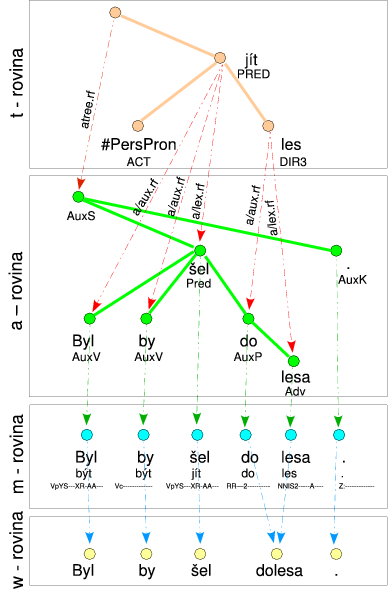 t - rovina
jít
PRED
atree.rf
#PersPron
ACT
les
DIR3
a/aux.rf
a/aux.rf
a/lex.rf
a/aux.rf
a/lex.rf
a – rovina
AuxS
šel
Pred
.
AuxK
Byl
AuxV
by
AuxV
do
AuxP
lesa
Adv
m - rovina
Byl by šel do lesa .
být být jít do les .
VpYS---XR-AA--- Vc------------- VpYS---XR-AA--- RR--2---------- NNIS2-----A---- Z:-------------
w - rovina
Byl by šel dolesa .